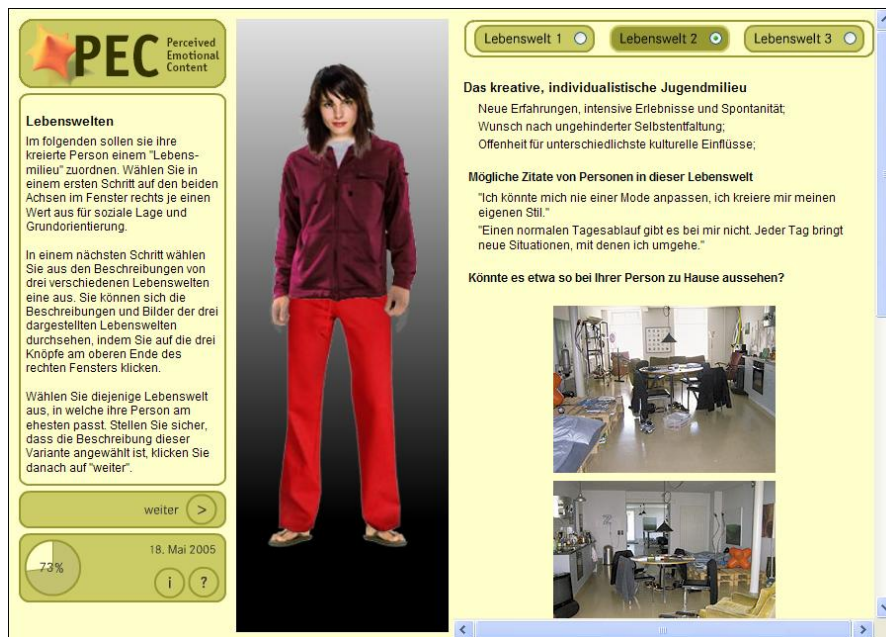 PEC
Perceived
Emotional
Content
Lebenswelten
Im folgenden sollen sie ihre
kreierte Person einem "Lebens-
milieu" zuordnen. Wählen Sie in
einem ersten Schritt auf den beiden
Achsen im Fenster rechts je einen
Wert aus für soziale Lage und
Grundorientierung.
In einem nächsten Schritt wählen
Sie aus den Beschreibungen von
drei verschiedenen Lebenswelten
eine aus. Sie können sich die
Beschreibungen und Bilder der drei
dargestellten Lebenswelten
durchsehen, indem Sie auf die drei
Knöpfe am oberen Ende des
rechten Fensters klicken.
Wählen Sie diejenige Lebenswelt
aus, in welche ihre Person am
ehesten passt. Stellen Sie sicher,
dass die Beschreibung dieser
Variante angewählt ist, klicken Sie
danach auf "weiter".
weiter >
18. Mai 2005
73%
i ?
Lebenswelt 1 Lebenswelt 2 Lebenswelt 3
Das kreative, individualistische Jugendmilieu
Neue Erfahrungen, intensive Erlebnisse und Spontanität;
Wunsch nach ungehinderter Selbstentfaltung;
Offenheit für unterschiedlichste kulturelle Einflüsse;
Mögliche Zitate von Personen in dieser Lebenswelt
"Ich könnte mich nie einer Mode anpassen, ich kreiere mir meinen
eigenen Stil."
"Einen normalen Tagesablauf gibt es bei mir nicht. Jeder Tag bringt
neue Situationen, mit denen ich umgehe."
Könnte es etwa so bei Ihrer Person zu Hause aussehen?